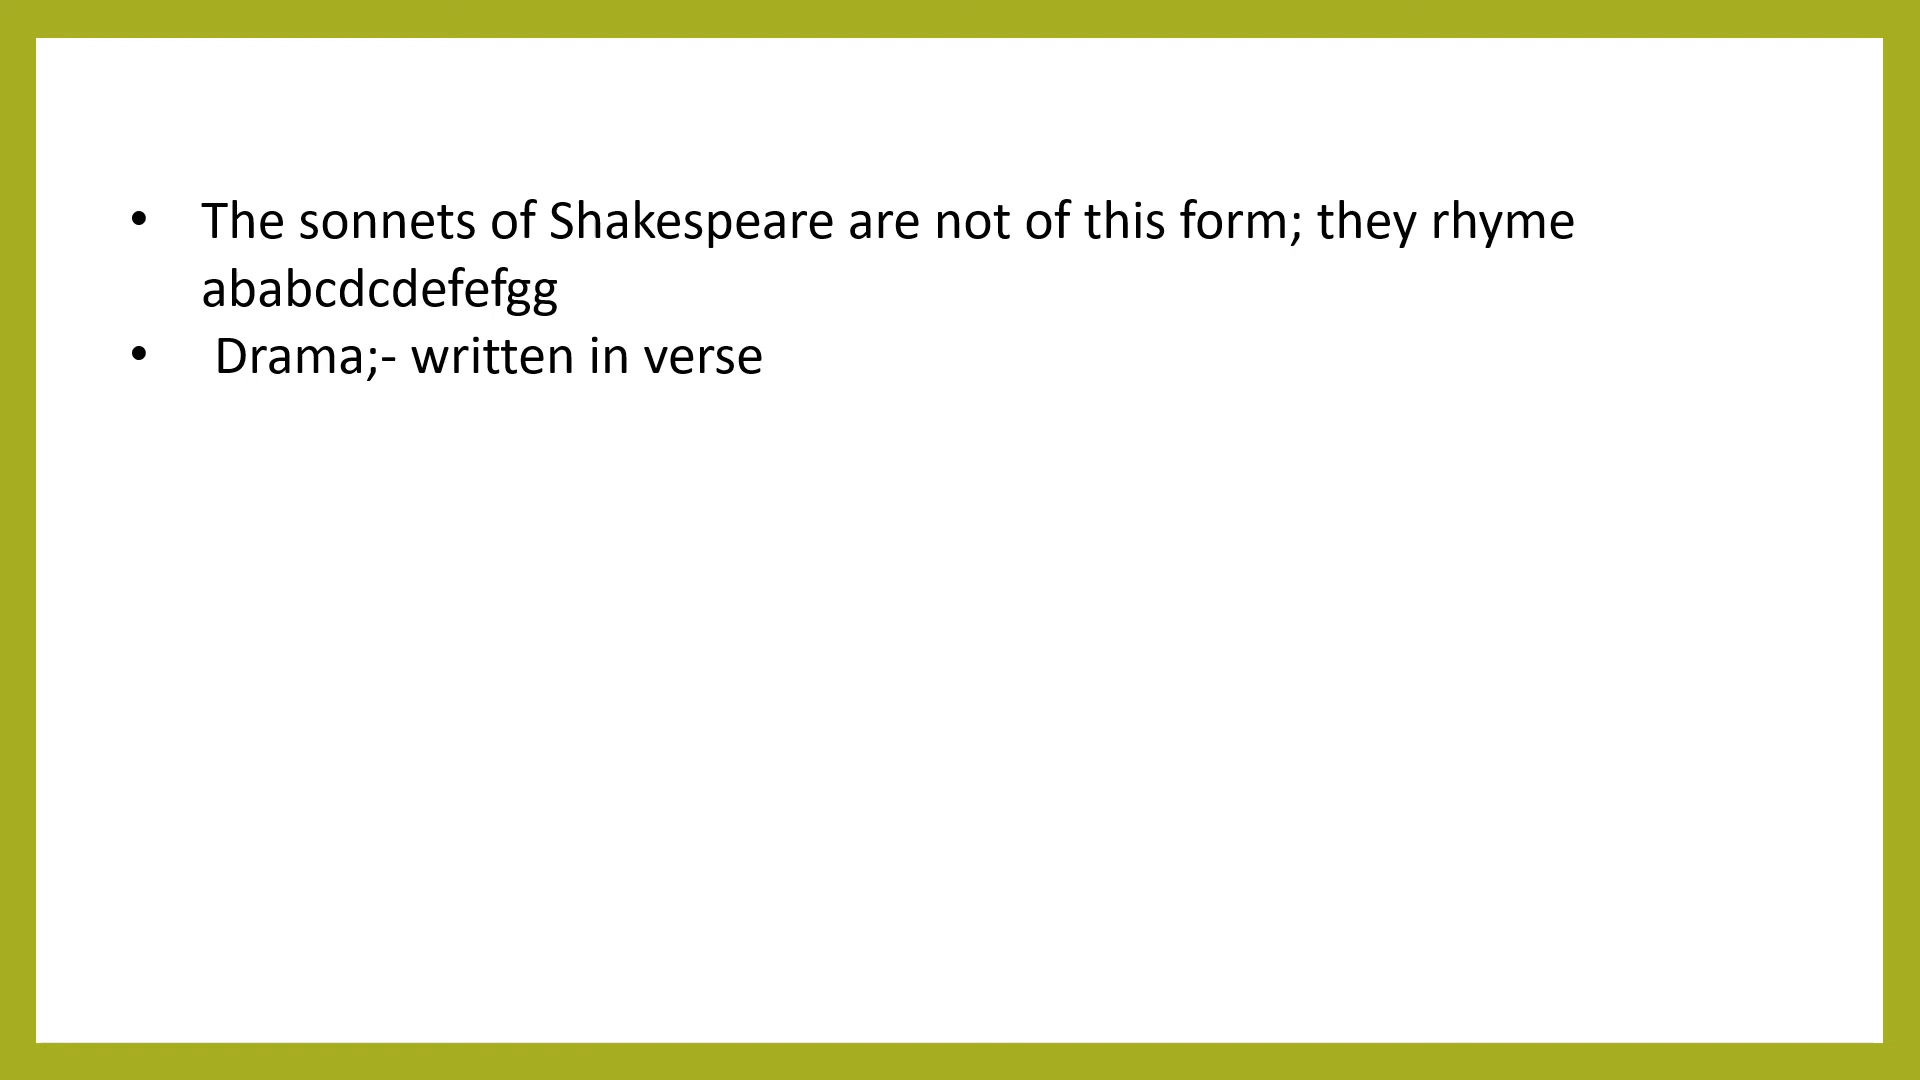 • The sonnets of Shakespeare are not of this form; they rhyme
ababcdcdefefgg
• Drama;- written in verse